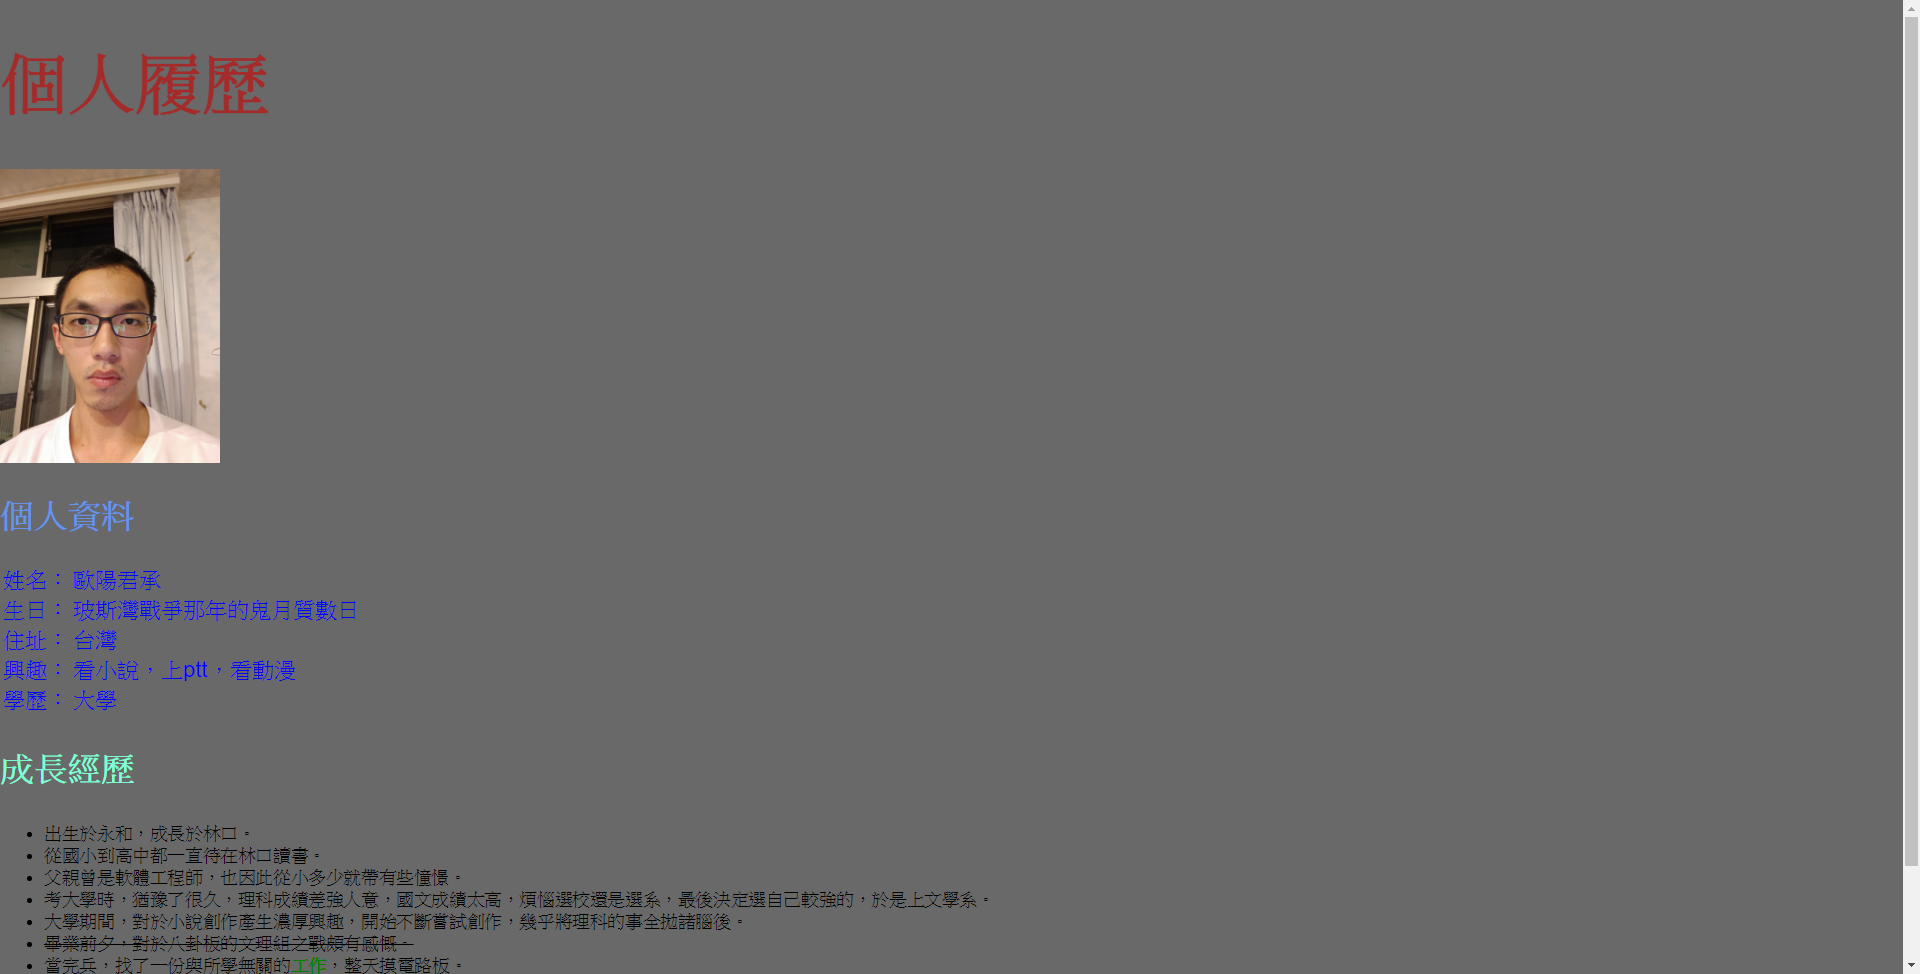 個人履歷
個人資料
姓名： 歐陽君承
生日： 玻斯灣戰爭那年的鬼月質數日
住址： 台灣
興趣： 看小說，上ptt，看動漫
學歷： 大學
成長經歷
出生於永和，成長於林口。
從國小到高中都一直待在林口讀書。
父親曾是軟體工程師，也因此從小多少就帶有些憧憬。
考大學時，猶豫了很久，理科成績差強人意，國文成績太高，煩惱選校還是選系，最後決定選自己較強的，於是上文學系。
大學期間，對於小說創作產生濃厚興趣，開始不斷嘗試創作，幾乎將理科的事全拋諸腦後。
畢業前夕，對於八卦板的文理組之戰頗有感慨。
當完兵，找了一份與所學無關的工作，整天摸電路板。